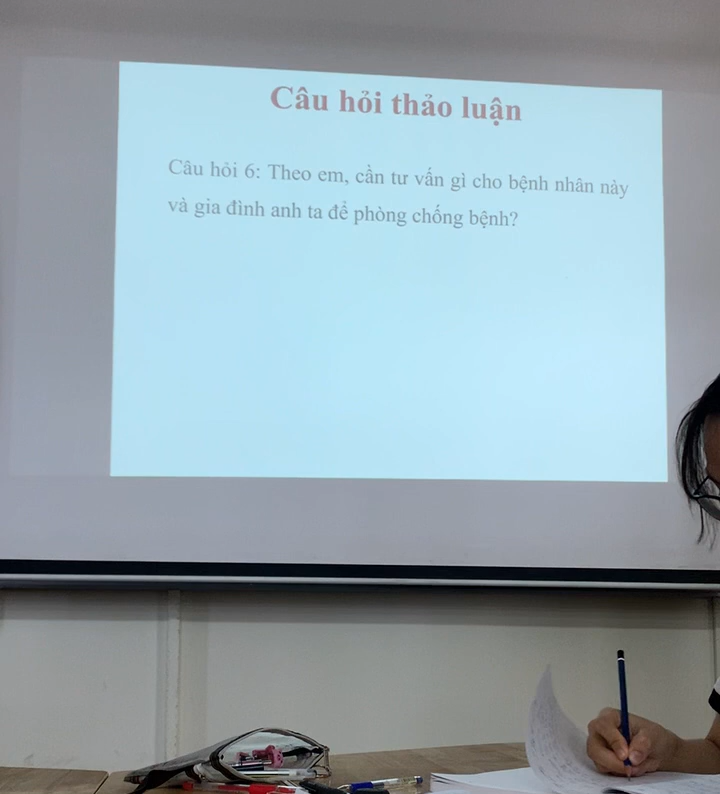 Câu hỏi thảo luận
Câu hỏi 6: Theo em, cần tư vấn gì cho bệnh nhân này
và gia đình anh ta để phòng chống bệnh?